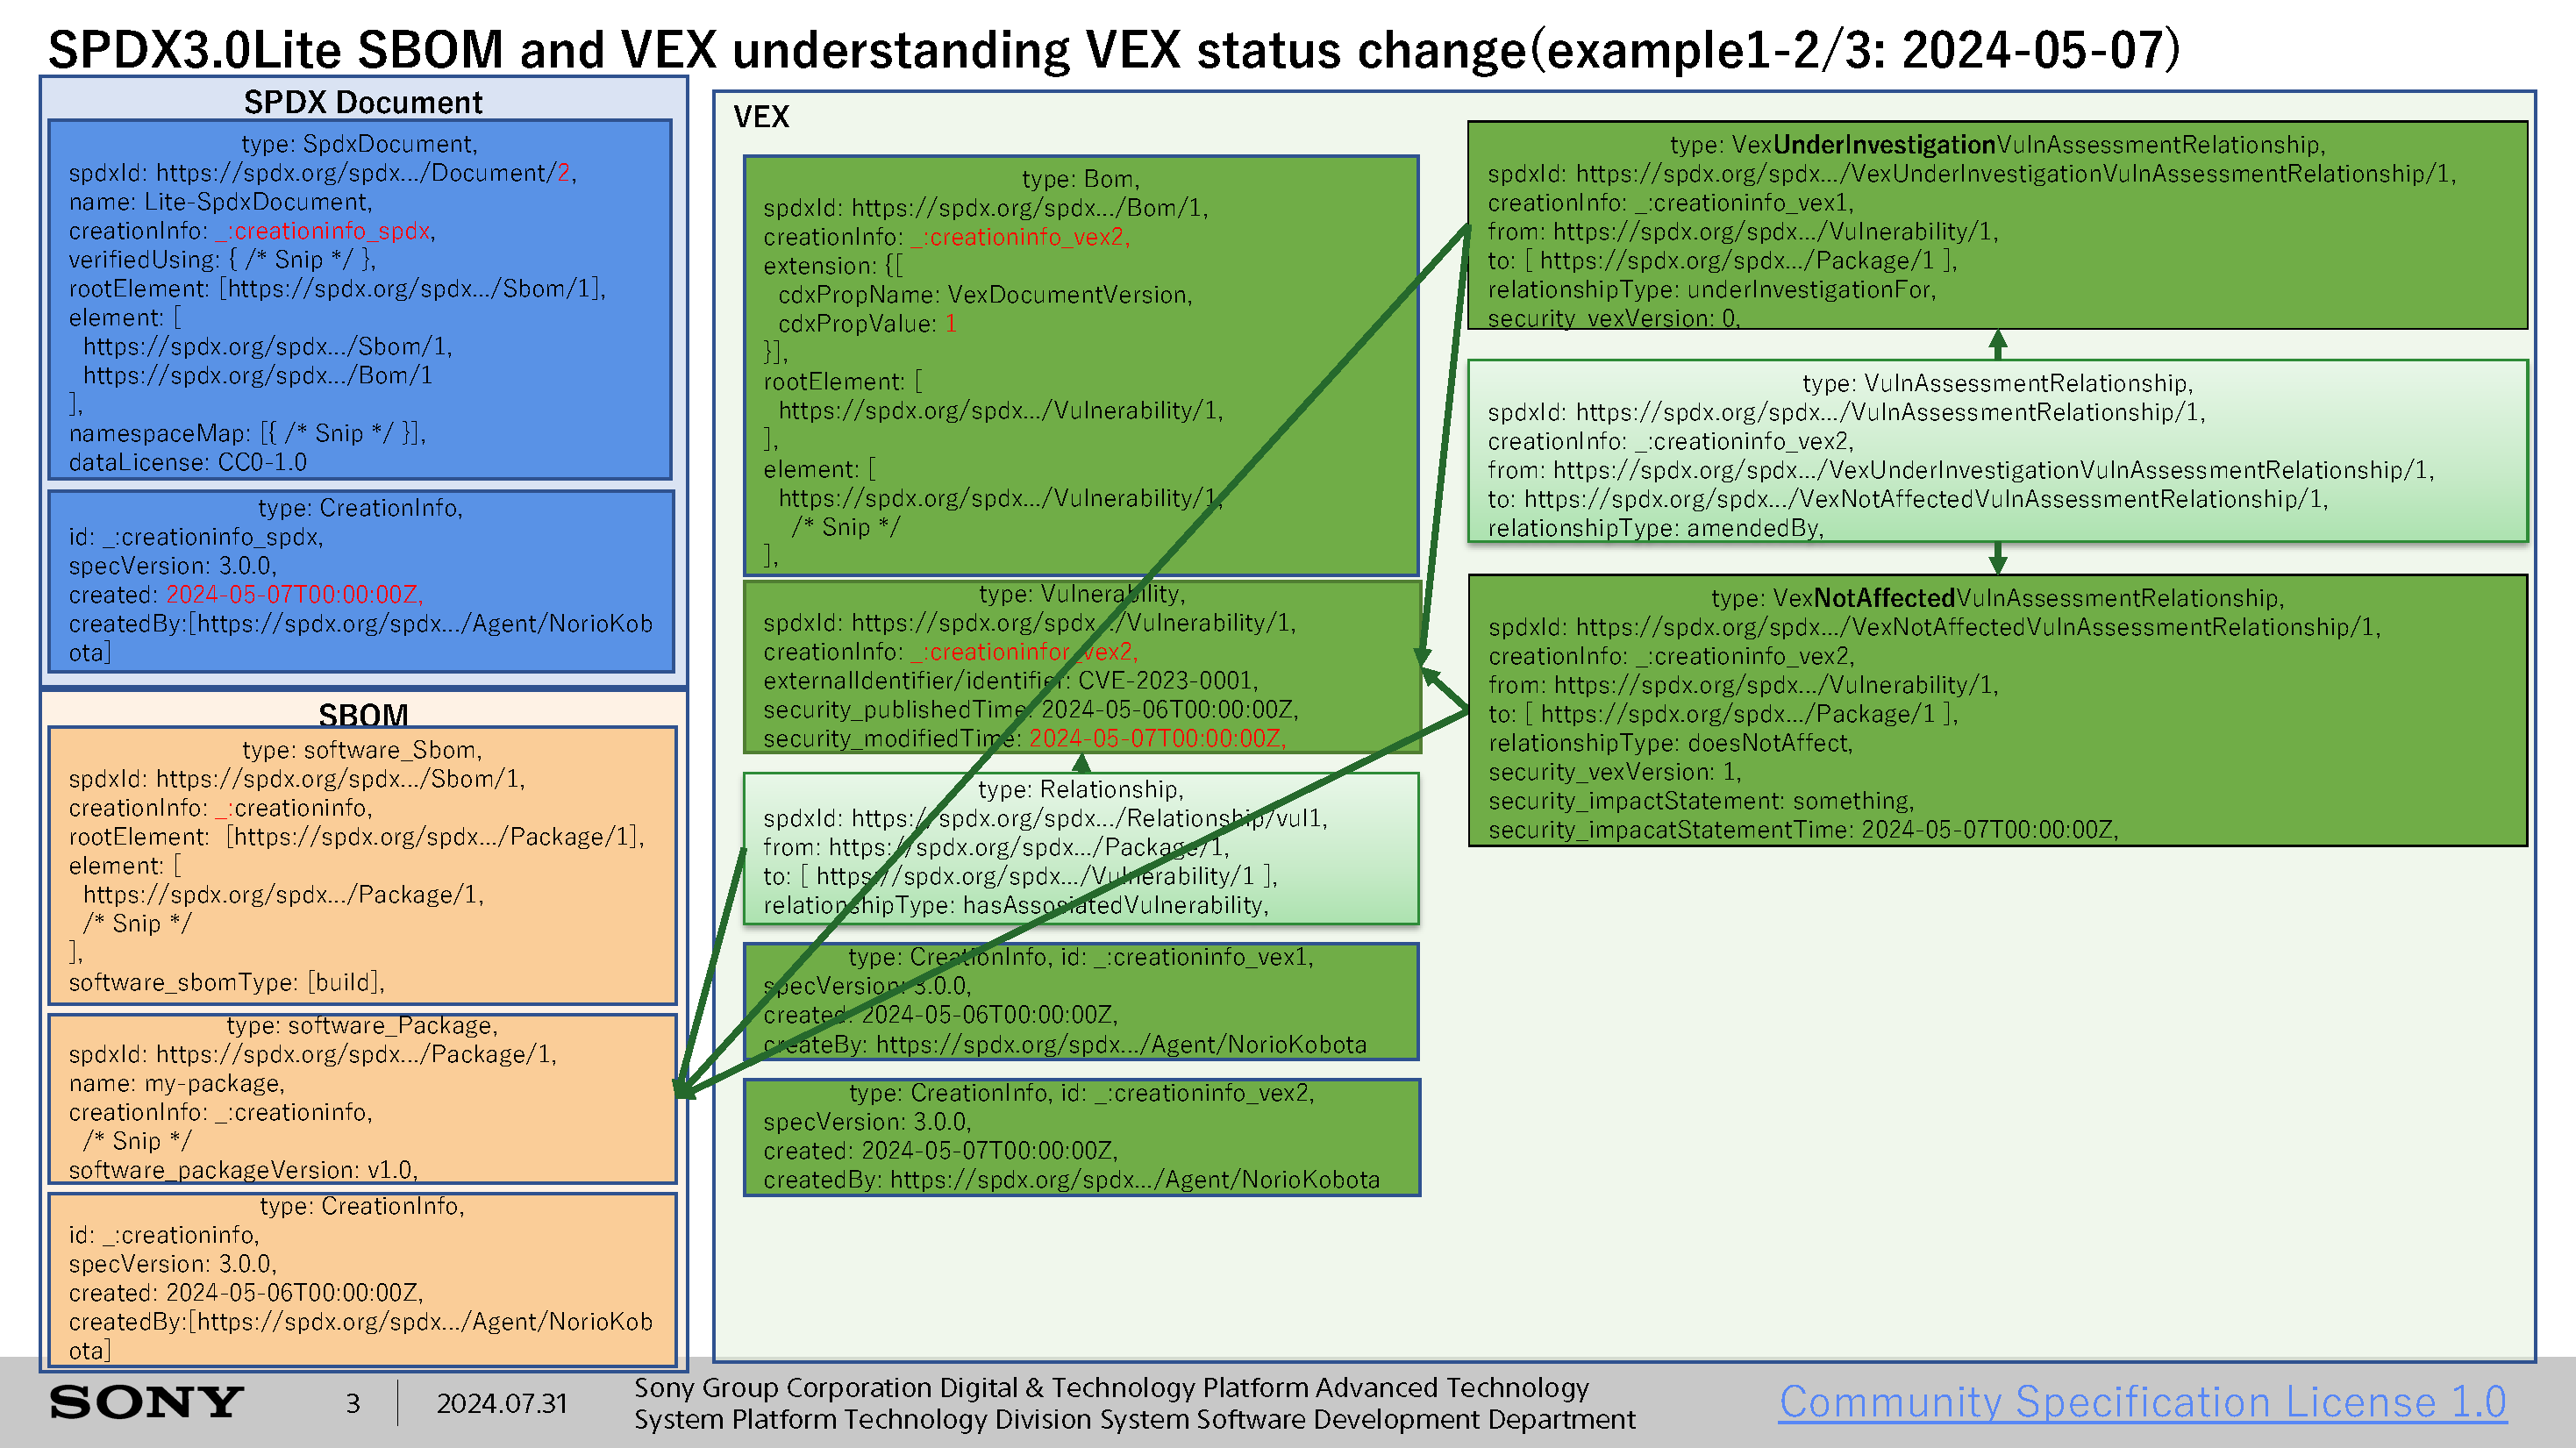 SPDX3.0Lite SBOM and VEX understanding VEX status change(example1-2/3: 2024-05-07)
SPDX Document
type: SpdxDocument,
spdxId: https://spdx.org/spdx.../Document/2,
name: Lite-SpdxDocument,
creationInfo: _:creationinfo_spdx,
verifiedUsing: { /* Snip */ },
rootElement: [https://spdx.org/spdx.../Sbom/1],
element: [
https://spdx.org/spdx.../Sbom/1,
https://spdx.org/spdx.../Bom/1
],
namespaceMap: [{ /* Snip */ }],
dataLicense: CC0-1.0
type: CreationInfo,
id: _:creationinfo_spdx,
specVersion: 3.0.0,
created: 2024-05-07T00:00:00Z,
createdBy:[https://spdx.org/spdx.../Agent/NorioKob
ota]
SBOM
type: software_Sbom,
spdxId: https://spdx.org/spdx.../Sbom/1,
creationInfo: _:creationinfo,
rootElement: [https://spdx.org/spdx.../Package/1],
element: [
https://spdx.org/spdx.../Package/1,
/* Snip */
],
software_sbomType: [build],
type: software_Package,
spdxId: https://spdx.org/spdx.../Package/1,
name: my-package,
creationInfo: _:creationinfo,
/* Snip */
software_packageVersion: v1.0,
type: CreationInfo,
id: _:creationinfo,
specVersion: 3.0.0,
created: 2024-05-06T00:00:00Z,
createdBy:[https://spdx.org/spdx.../Agent/NorioKob
ota]
VEX
type: Bom,
spdxId: https://spdx.org/spdx.../Bom/1,
creationInfo: _:creationinfo_vex2,
extension: {[
cdxPropName: VexDocumentVersion,
cdxPropValue: 1
}],
rootElement: [
https://spdx.org/spdx.../Vulnerability/1,
],
element: [
https://spdx.org/spdx.../Vulnerability/1,
/* Snip */
],
type: Vulnerability,
spdxId: https://spdx.org/spdx.../Vulnerability/1,
creationInfo: _:creationinfor_vex2,
externalIdentifier/identifier: CVE-2023-0001,
security_publishedTime: 2024-05-06T00:00:00Z,
security_modifiedTime: 2024-05-07T00:00:00Z,
type: Relationship,
spdxId: https://spdx.org/spdx.../Relationship/vul1,
from: https://spdx.org/spdx.../Package/1,
to: [ https://spdx.org/spdx.../Vulnerability/1 ],
relationshipType: hasAssosiatedVulnerability,
type: CreationInfo, id: _:creationinfo_vex1,
specVersion: 3.0.0,
created: 2024-05-06T00:00:00Z,
createBy: https://spdx.org/spdx.../Agent/NorioKobota
type: CreationInfo, id: _:creationinfo_vex2,
specVersion: 3.0.0,
created: 2024-05-07T00:00:00Z,
createdBy: https://spdx.org/spdx.../Agent/NorioKobota
type: VexUnderInvestigationVulnAssessmentRelationship,
spdxId: https://spdx.org/spdx.../VexUnderInvestigationVulnAssessmentRelationship/1,
creationInfo: _:creationinfo_vex1,
from: https://spdx.org/spdx.../Vulnerability/1,
to: [ https://spdx.org/spdx.../Package/1 ],
relationshipType: underInvestigationFor,
security_vexVersion: 0,
type: VulnAssessmentRelationship,
spdxId: https://spdx.org/spdx.../VulnAssessmentRelationship/1,
creationInfo: _:creationinfo_vex2,
from: https://spdx.org/spdx.../VexUnderInvestigationVulnAssessmentRelationship/1,
to: https://spdx.org/spdx.../VexNotAffectedVulnAssessmentRelationship/1,
relationshipType: amendedBy,
type: VexNotAffectedVulnAssessmentRelationship,
spdxId: https://spdx.org/spdx.../VexNotAffectedVulnAssessmentRelationship/1,
creationInfo: _:creationinfo_vex2,
from: https://spdx.org/spdx.../Vulnerability/1,
to: [ https://spdx.org/spdx.../Package/1 ],
relationshipType: doesNotAffect,
security_vexVersion: 1,
security_impactStatement: something,
security_impacatStatementTime: 2024-05-07T00:00:00Z,
SONY
3
2024.07.31
Sony Group Corporation Digital & Technology Platform Advanced Technology
System Platform Technology Division System Software Development Department
Community Specification License 1.0